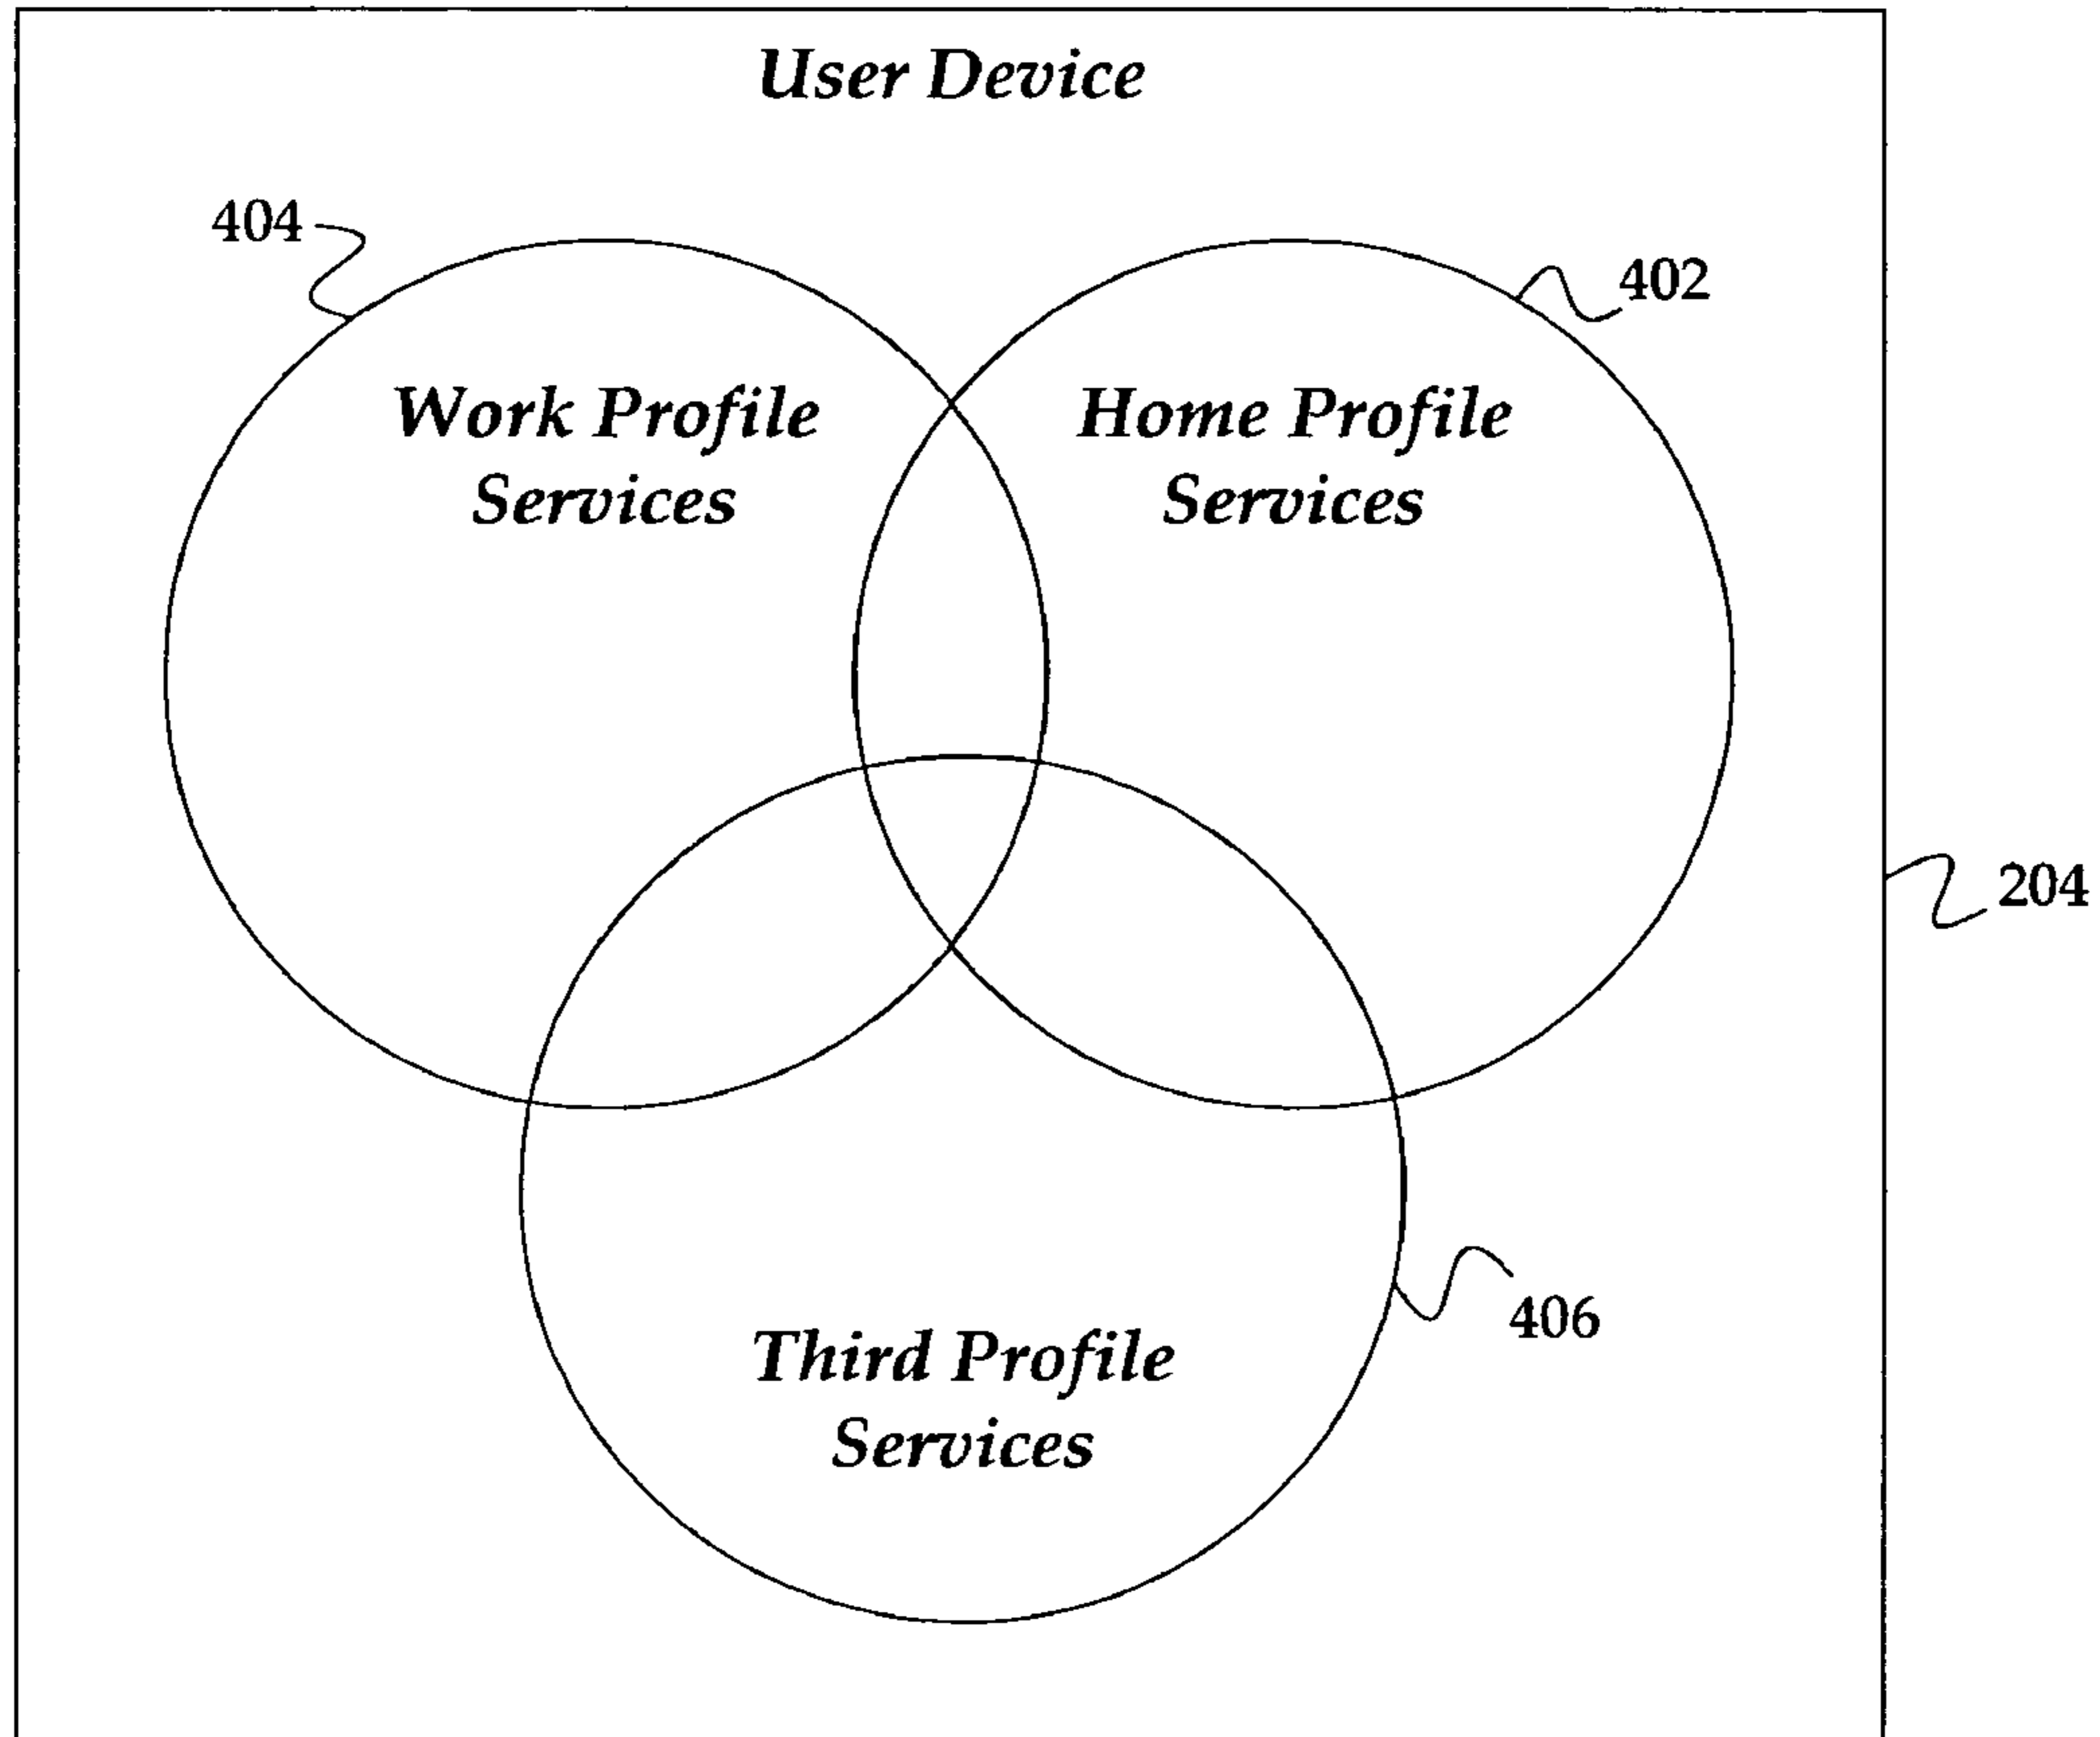 User Device
404
402
Work Profile
Services
Home Profile
Services
204
406
Third Profile
Services